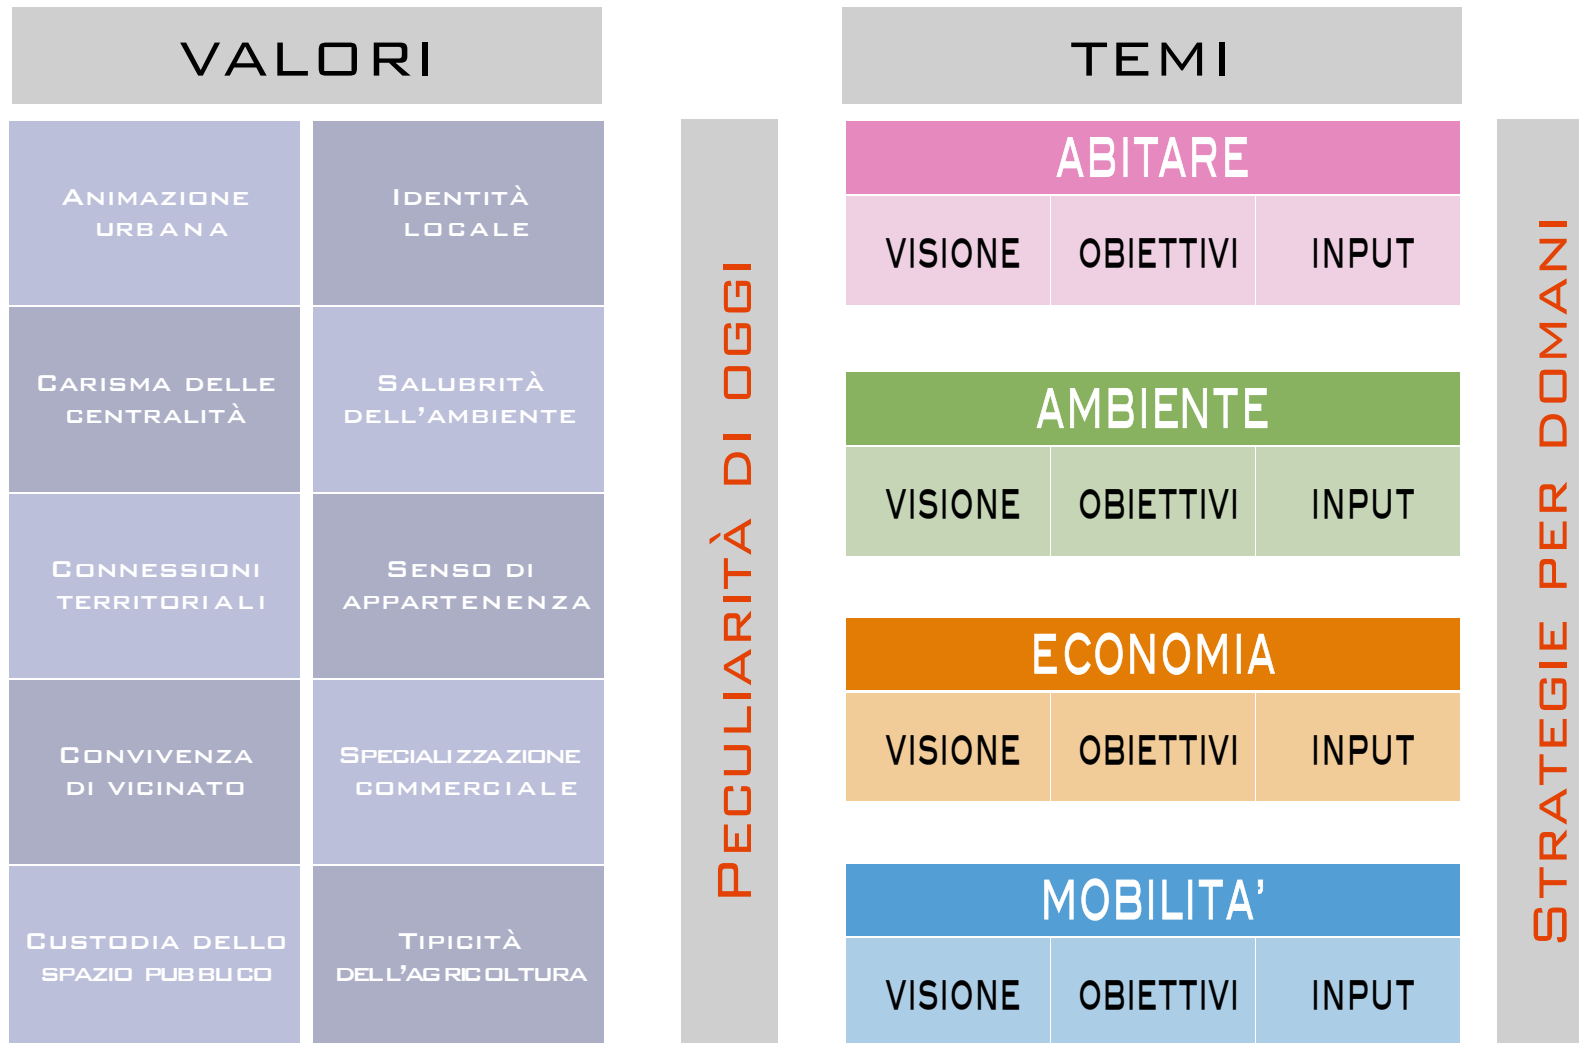 VALORI
Animazione
urbana
Identità
locale
Carisma delle
centralità
Salubrità
dell'ambiente
Connessioni
territoriali
Senso di
appartenenza
Convivenza
di vicinato
Specializzazione
commerciale
Custodia dello
spazio pubblico
Tipicità
dell'agricoltura
Peculiarità di oggi
TEMI
ABITARE
VISIONE OBIETTIVI INPUT
AMBIENTE
VISIONE OBIETTIVI INPUT
ECONOMIA
VISIONE OBIETTIVI INPUT
MOBILITA'
VISIONE OBIETTIVI INPUT
Strategie per domani